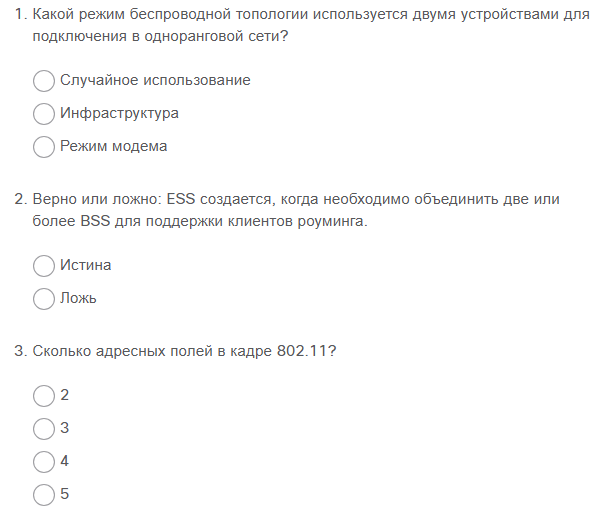 1. Какой режим беспроводной топологии используется двумя устройствами для
подключения в одноранговой сети?
Случайное использование
Инфраструктура
Режим модема
2. Верно или ложно: ESS создается, когда необходимо объединить две или
более BSS для поддержки клиентов роуминга.
Истина
Ложь
3. Сколько адресных полей в кадре 802.11?
2
3
4
5